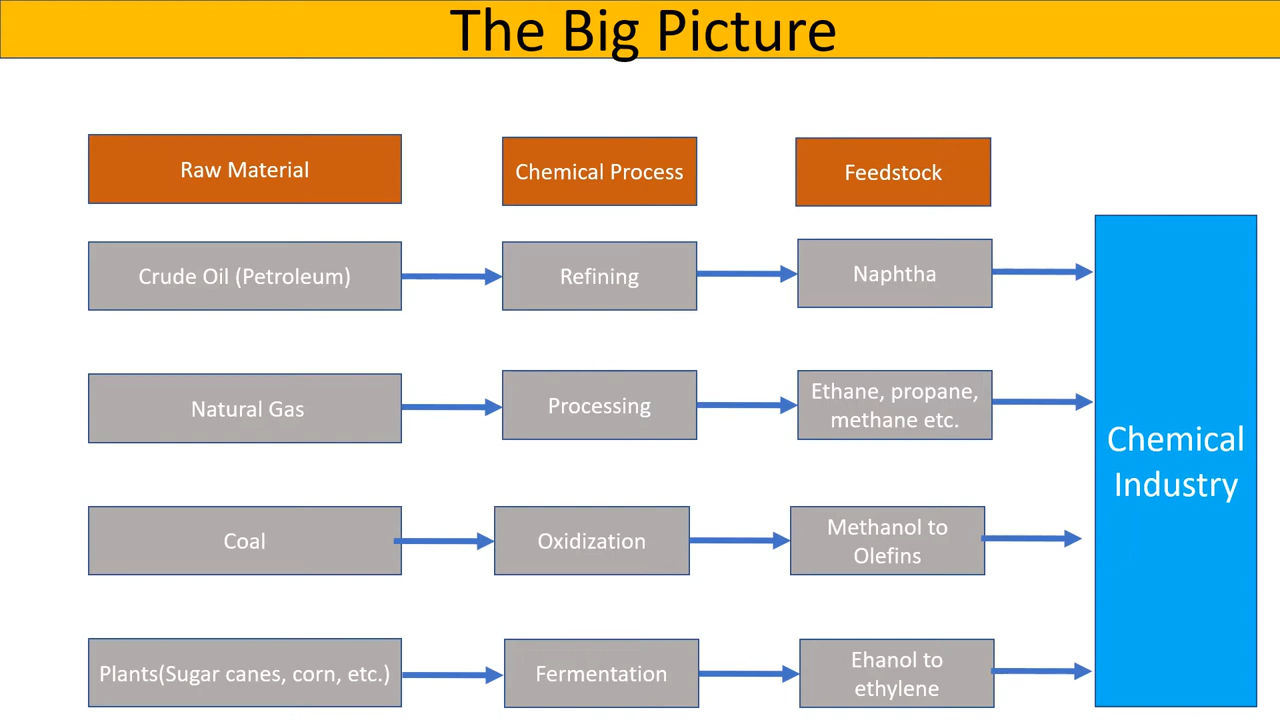 The Big Picture
Raw Material
Chemical Process
Feedstock
Crude Oil (Petroleum)
Refining
Naphtha
Natural Gas
Processing
Ethane, propane,
methane etc.
Chemical
Industry
Coal
Oxidization
Methanol to
Olefins
Plants(Sugar canes, corn, etc.)
Fermentation
Ehanol to
ethylene